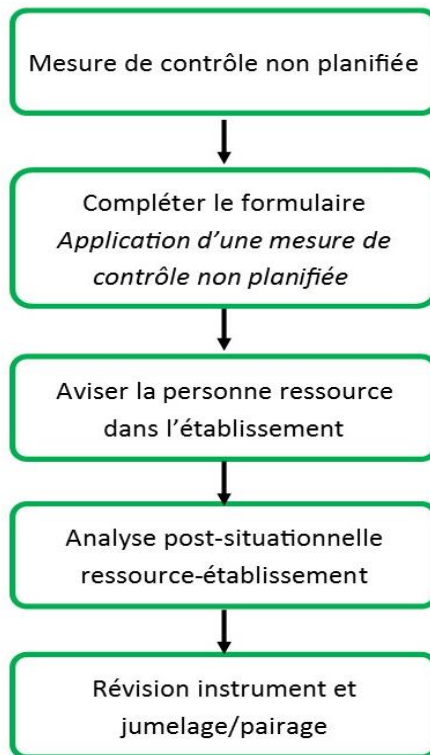 Mesure de contrôle non planifiée
Compléter le formulaire
Application d’une mesure de
contrôle non planifiée
Aviser la personne ressource
dans l’établissement
Analyse post-situationnelle
ressource-établissement
Révision instrument et
jumelage/pairage